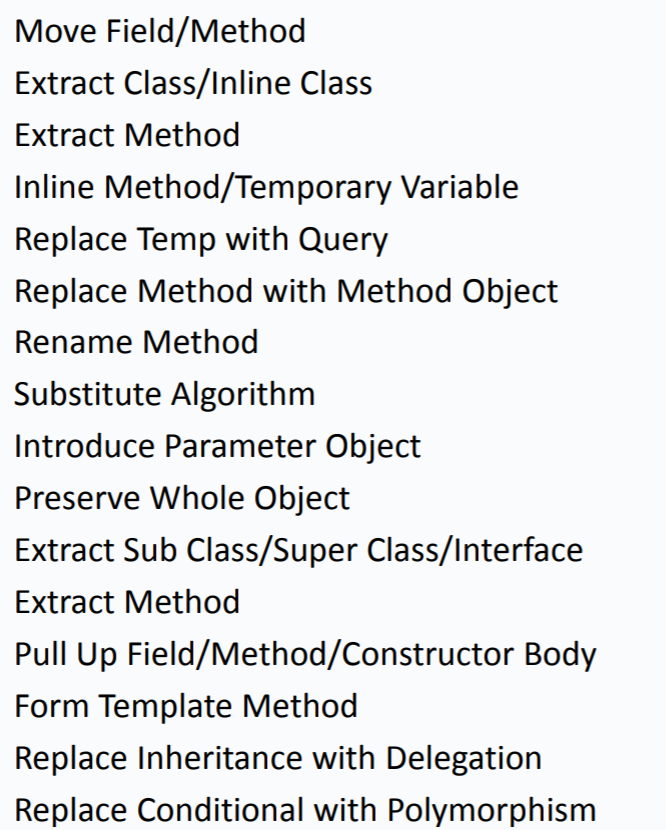 Move Field/Method
Extract Class/Inline Class
Extract Method
Inline Method/Temporary Variable
Replace Temp with Query
Replace Method with Method Object
Rename Method
Substitute Algorithm
Introduce Parameter Object
Preserve Whole Object
Extract Sub Class/Super Class/Interface
Extract Method
Pull Up Field/Method/Constructor Body
Form Template Method
Replace Inheritance with Delegation
Replace Conditional with Polymorphism